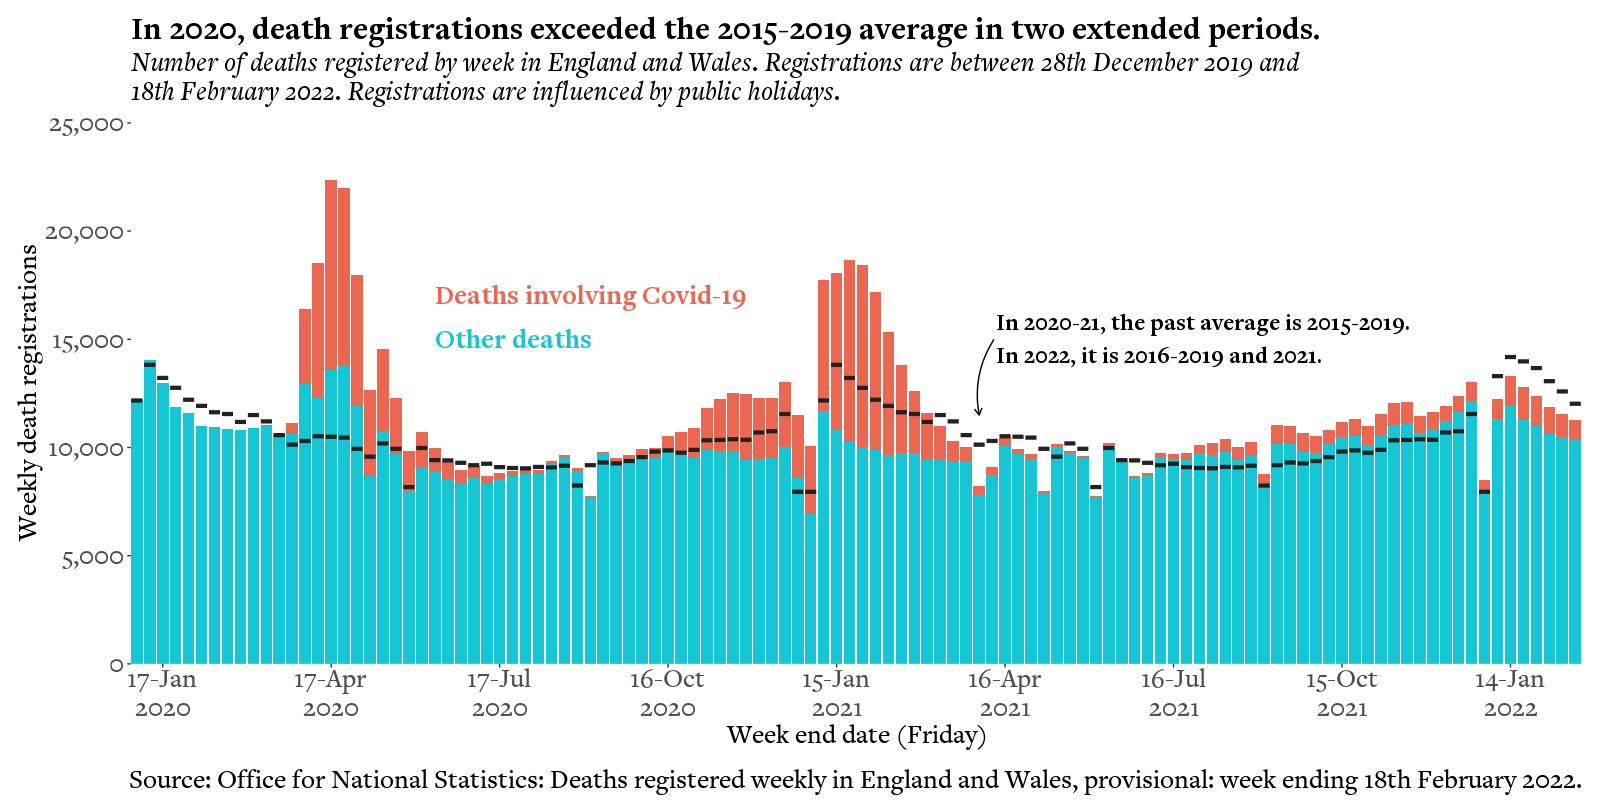 In 2020, death registrations exceeded the 2015-2019 average in two extended periods.
Number of deaths registered by week in England and Wales. Registrations are between 28th December 2019 and
18th February 2022. Registrations are influenced by public holidays.
25,000
20,000
15,000
10,000
5,000
0
Weekly death registrations
Deaths involving Covid-19
Other deaths
In 2020-21, the past average is 2015-2019.
In 2022, it is 2016-2019 and 2021.
17-Jan 17-Apr 17-Jul 16-Oct 15-Jan 16-Apr 16-Jul 15-Oct 14-Jan
2020 2020 2020 2020 2021 2021 2021 2021 2022
Week end date (Friday)
Source: Office for National Statistics: Deaths registered weekly in England and Wales, provisional: week ending 18th February 2022.